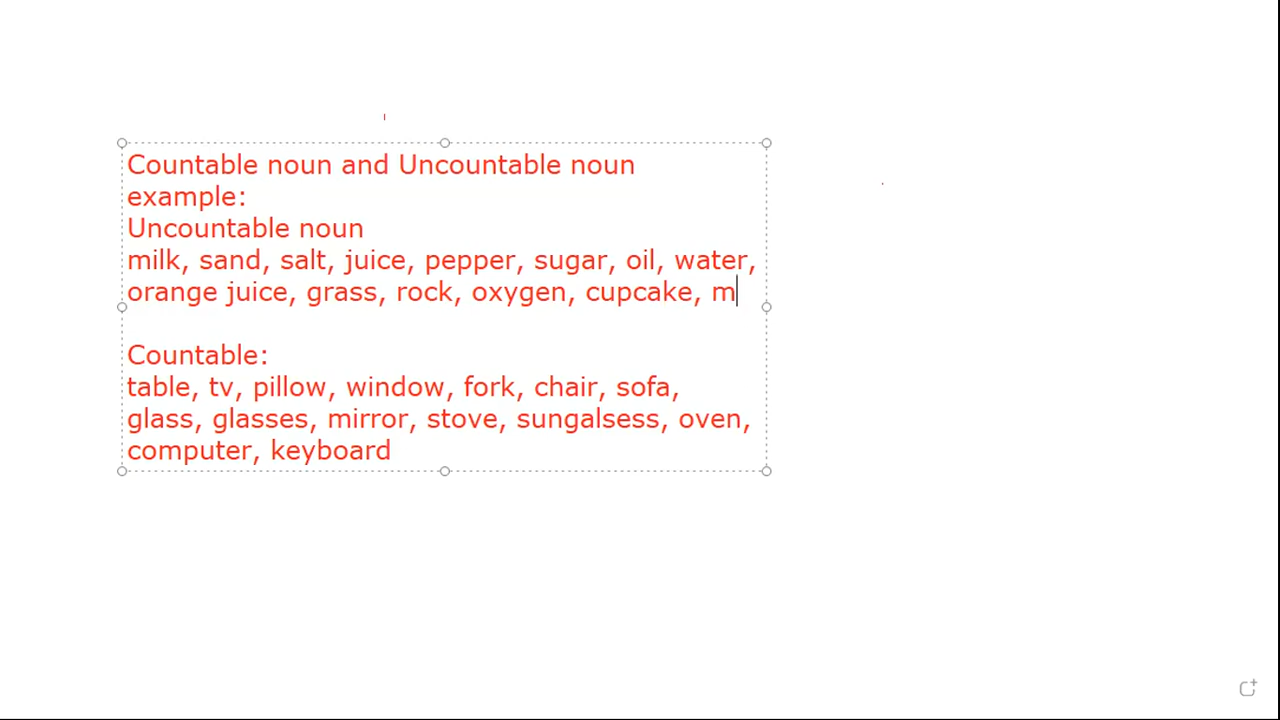 Countable noun and Uncountable noun
example:
Uncountable noun
milk, sand, salt, juice, pepper, sugar, oil, water,
orange juice, grass, rock, oxygen, cupcake, m
Countable:
table, tv, pillow, window, fork, chair, sofa,
glass, glasses, mirror, stove, sungalsess, oven,
computer, keyboard